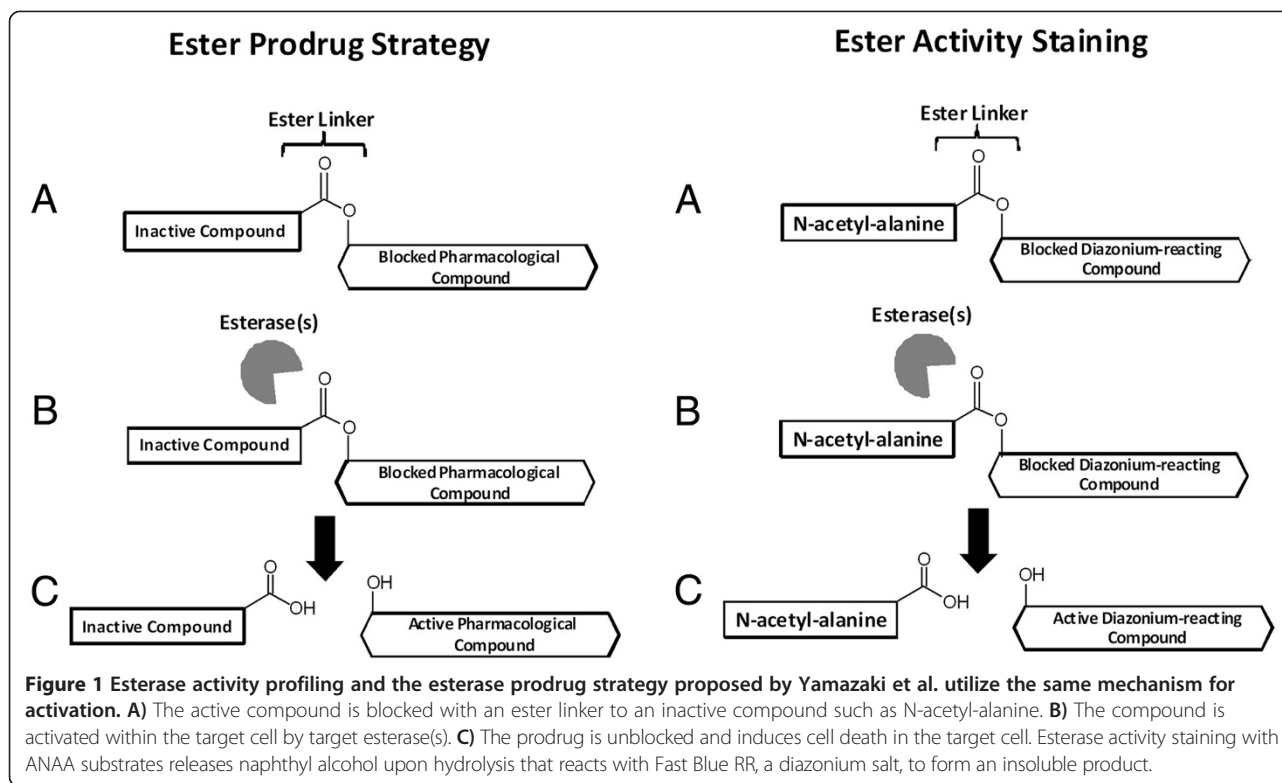 Ester Prodrug Strategy
Ester Linker
O
O
A
Inactive Compound
Blocked Pharmacological
Compound
Esterase(s)
O
O
B
Inactive Compound
Blocked Pharmacological
Compound
O
OH
OH
C
Inactive Compound
Active Pharmacological
Compound
Ester Activity Staining
Ester Linker
O
O
A
N-acetyl-alanine
Blocked Diazonium-reacting
Compound
Esterase(s)
O
O
B
N-acetyl-alanine
Blocked Diazonium-reacting
Compound
O
OH
OH
C
N-acetyl-alanine
Active Diazonium-reacting
Compound
Figure 1 Esterase activity profiling and the esterase prodrug strategy proposed by Yamazaki et al. utilize the same mechanism for
activation. A) The active compound is blocked with an ester linker to an inactive compound such as N-acetyl-alanine. B) The compound is
activated within the target cell by target esterase(s). C) The prodrug is unblocked and induces cell death in the target cell. Esterase activity staining with
ANAA substrates releases naphthyl alcohol upon hydrolysis that reacts with Fast Blue RR, a diazonium salt, to form an insoluble product.